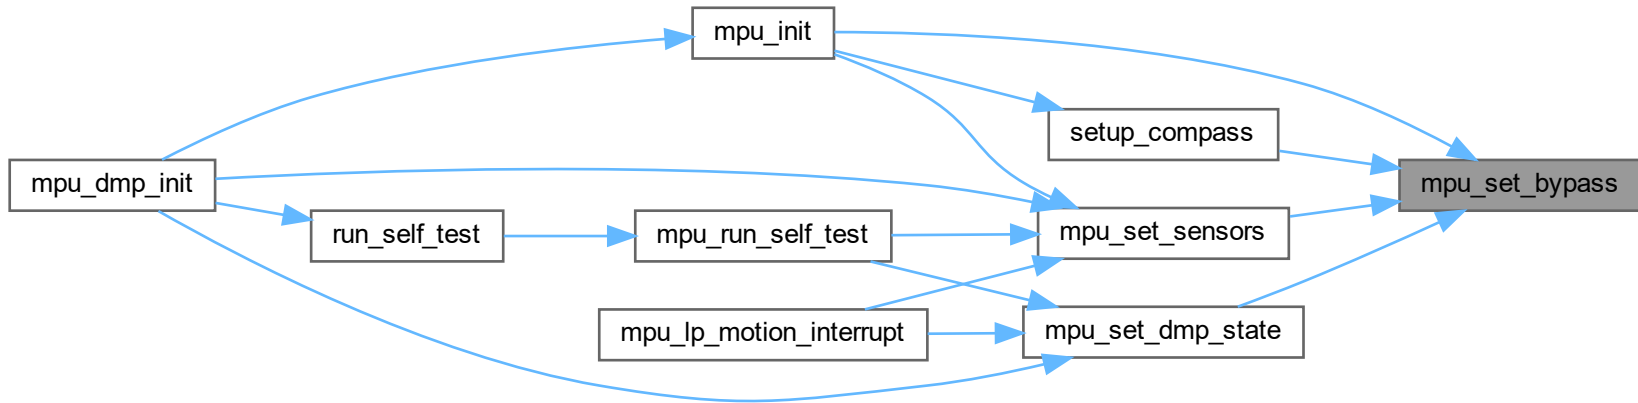 mpu_init
setup_compass
mpu_dmp_init
mpu_set_bypass
run_self_test
mpu_run_self_test
mpu_set_sensors
mpu_lp_motion_interrupt
mpu_set_dmp_state